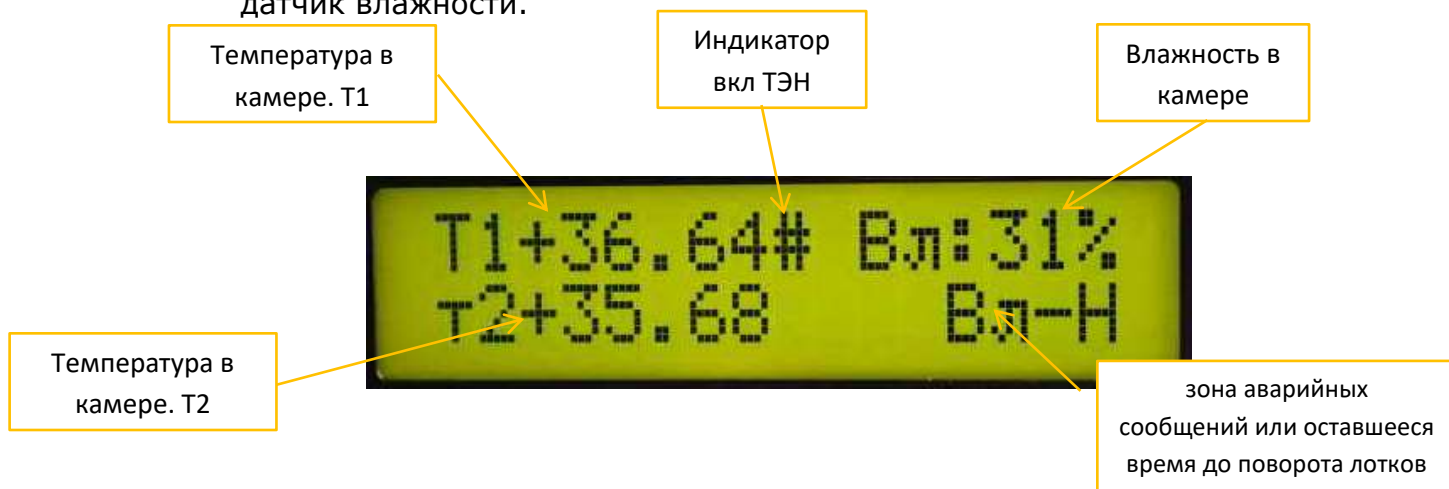 датчик влажности.
Температура в
камере. Т1
Индикатор
вкл ТЭН
Влажность в
камере
Т1+36.64# Вл:31%
т2+35.68 Вл-Н
Температура в
камере. Т2
зона аварийных
сообщений или оставшееся
время до поворота лотков